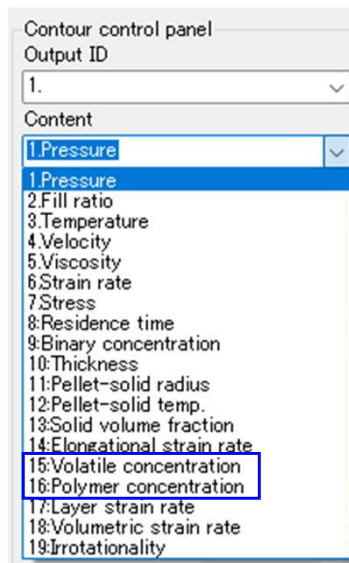 Contour control panel
Output ID
1.
Content
1.Pressure
1.Pressure
2.Fill ratio
3.Temperature
4.Velocity
5.Viscosity
6.Strain rate
7.Stress
8:Residence time
9:Binary concentration
10:Thickness
11:Pellet-solid radius
12:Pellet-solid temp.
13:Solid volume fraction
14:Elongational strain rate
15:Volatile concentration
16:Polymer concentration
17:Layer strain rate
18:Volumetric strain rate
19:Irrotationality